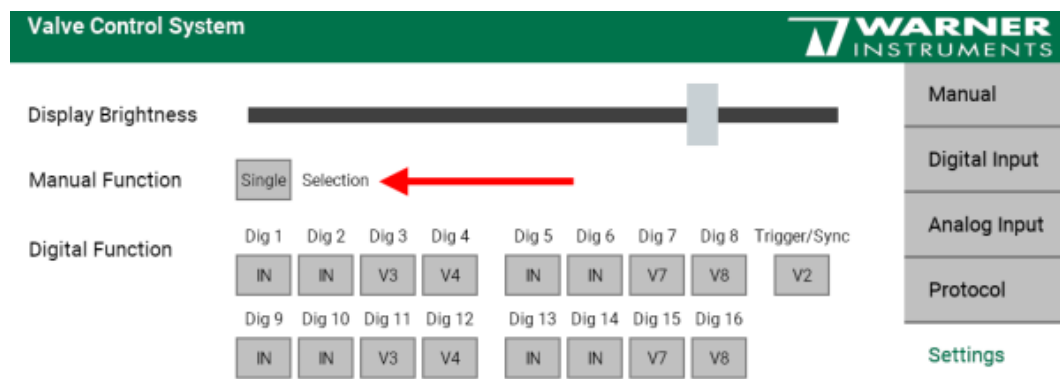 Valve Control System
WARNER
INSTRUMENTS
Manual
Display Brightness
Digital Input
Manual Function Single Selection
Analog Input
Digital Function
Dig 1 Dig 2 Dig 3 Dig 4 Dig 5 Dig 6 Dig 7 Dig 8 Trigger/Sync
IN IN V3 V4 IN IN V7 V8 V2
Protocol
Dig 9 Dig 10 Dig 11 Dig 12 Dig 13 Dig 14 Dig 15 Dig 16
IN IN V3 V4 IN IN V7 V8
Settings